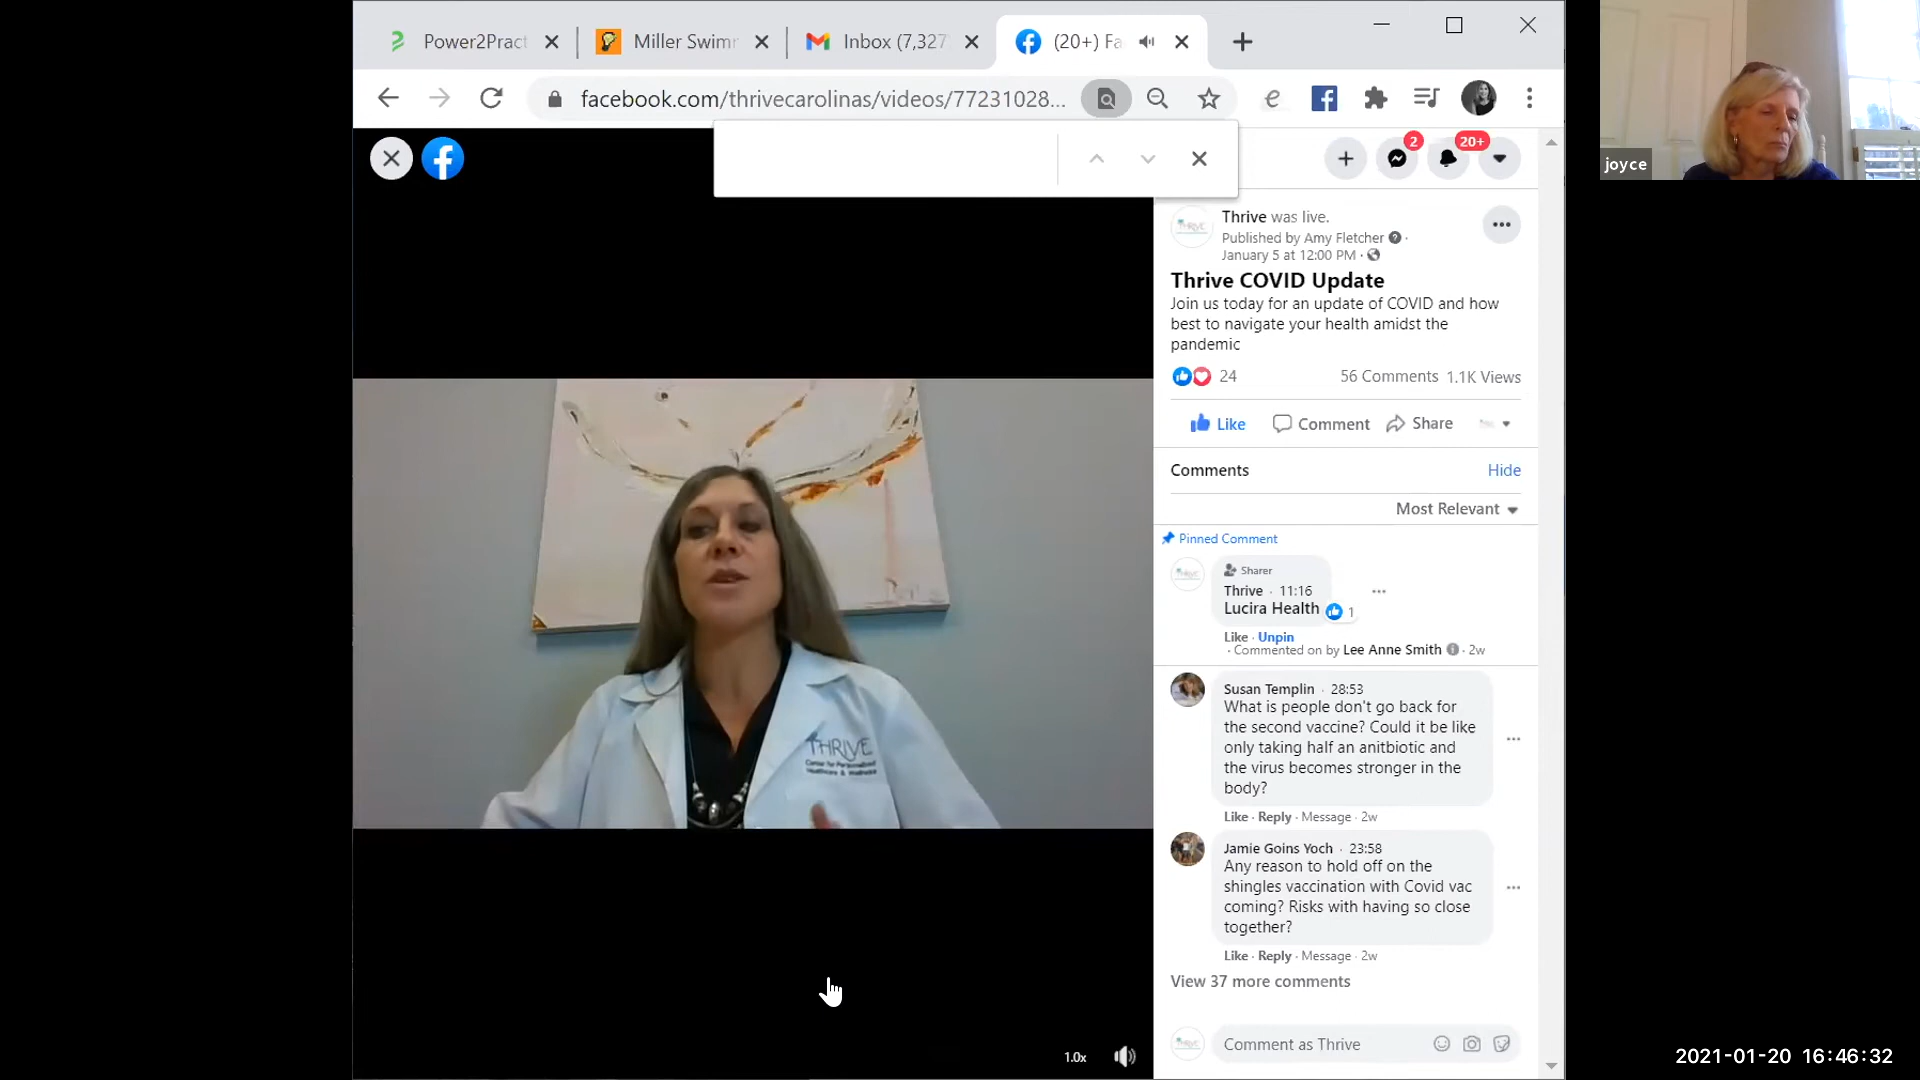 Power2Pract
Miller Swimm
Inbox (7,327
(20+) Fa
facebook.com/thrivecarolinas/videos/77231028...
2
20+
Thrive was live.
Published by Amy Fletcher
January 5 at 12:00 PM ·
Thrive COVID Update
Join us today for an update of COVID and how
best to navigate your health amidst the
pandemic
24
56 Comments 1.1K Views
Like
Comment
Share
Comments
Hide
Most Relevant
Pinned Comment
Sharer
Thrive · 11:16
Lucira Health
1
Like · Unpin
· Commented on by Lee Anne Smith · 2w
Susan Templin · 28:53
What is people don't go back for
the second vaccine? Could it be like
only taking half an anitbiotic and
the virus becomes stronger in the
body?
Like · Reply · Message · 2w
Jamie Goins Yoch · 23:58
Any reason to hold off on the
shingles vaccination with Covid vac
coming? Risks with having so close
together?
Like · Reply · Message · 2w
View 37 more comments
Comment as Thrive
THRIVE
Center for Personalized
Healthcare & Wellness
1.0x
joyce
2021-01-20 16:46:32